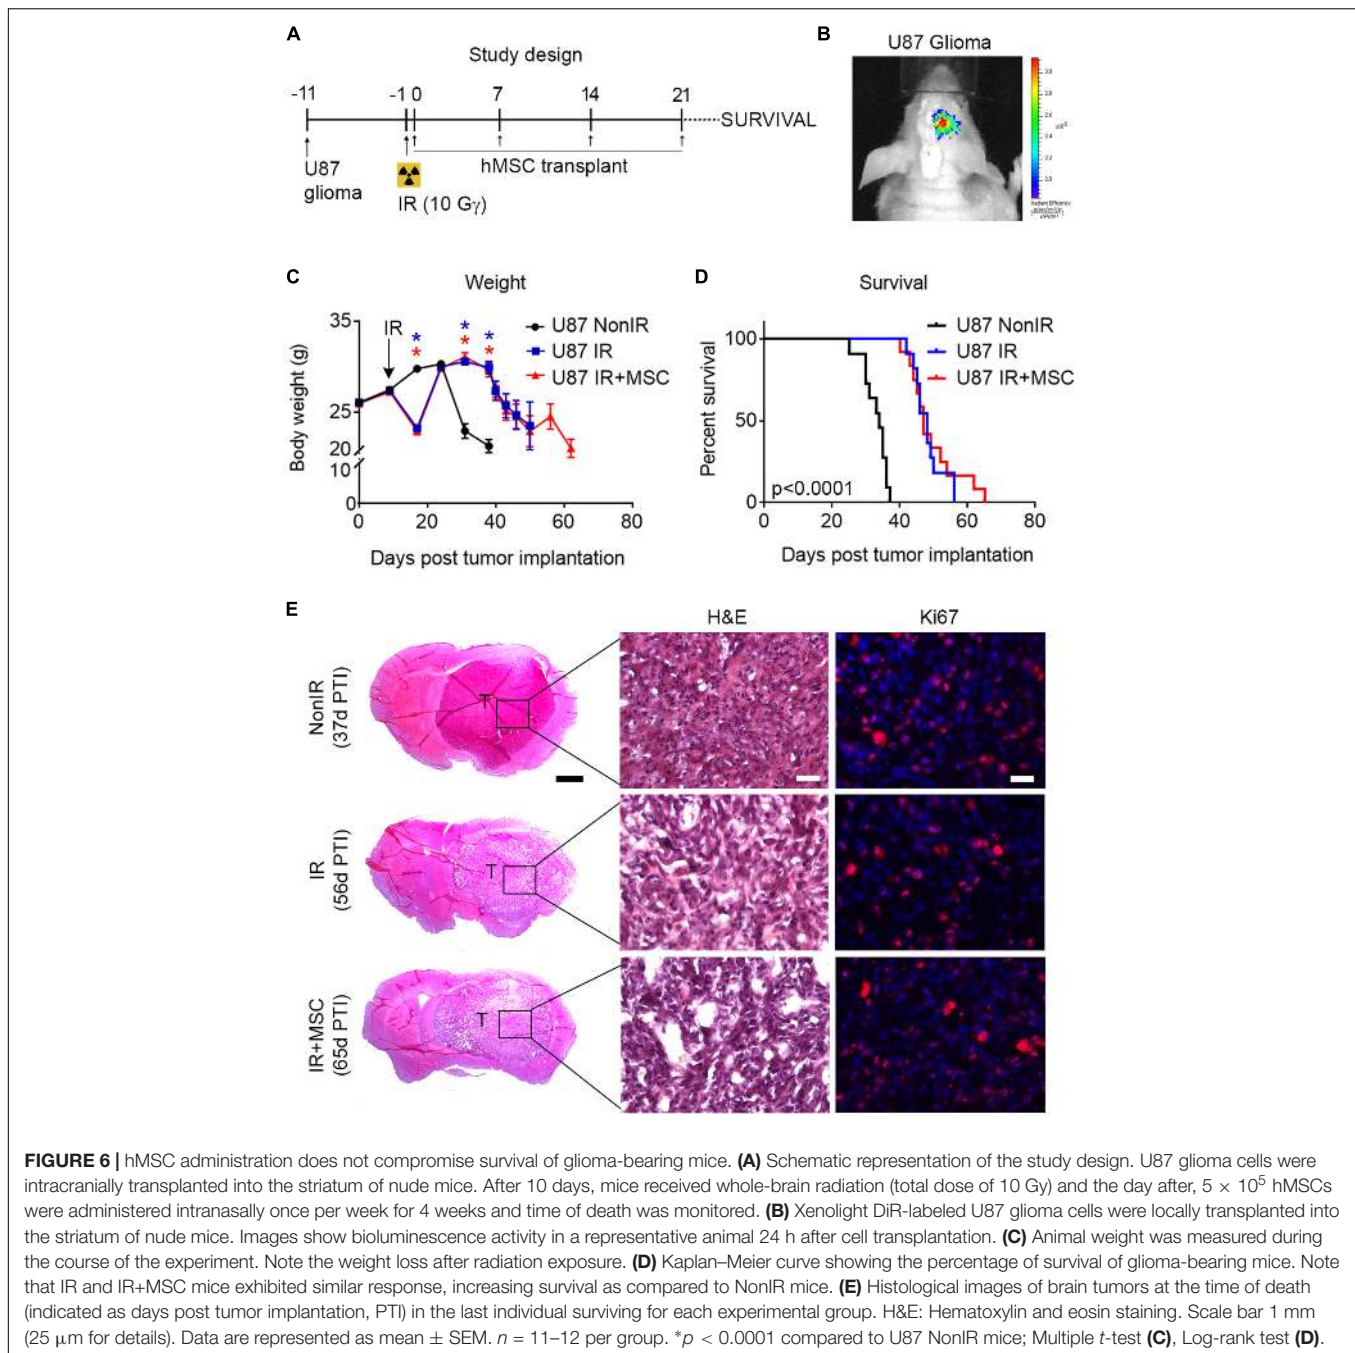 A
Study design
-11 -1 0 7 14 21
SURVIVAL
U87
glioma
hMSC transplant
IR (10 Gγ)
B
U87 Glioma
3.0
2.6
2.4
2.0
C
Weight
35
25
20
10
0
IR
* * *
* * *
U87 NonIR
U87 IR
U87 IR+MSC
Body weight (g)
0 20 40 60 80
Days post tumor implantation
D
Survival
100
50
0
U87 NonIR
U87 IR
U87 IR+MSC
Percent survival
p<0.0001
0 20 40 60 80
Days post tumor implantation
E
H&E
Ki67
NonIR
(37d PTI)
T
IR
(56d PTI)
T
IR+MSC
(65d PTI)
T
FIGURE 6 | hMSC administration does not compromise survival of glioma-bearing mice. (A) Schematic representation of the study design. U87 glioma cells were
intracranially transplanted into the striatum of nude mice. After 10 days, mice received whole-brain radiation (total dose of 10 Gy) and the day after, 5 × 10⁵ hMSCs
were administered intranasally once per week for 4 weeks and time of death was monitored. (B) Xenolight DiR-labeled U87 glioma cells were locally transplanted into
the striatum of nude mice. Images show bioluminescence activity in a representative animal 24 h after cell transplantation. (C) Animal weight was measured during
the course of the experiment. Note the weight loss after radiation exposure. (D) Kaplan–Meier curve showing the percentage of survival of glioma-bearing mice. Note
that IR and IR+MSC mice exhibited similar response, increasing survival as compared to NonIR mice. (E) Histological images of brain tumors at the time of death
(indicated as days post tumor implantation, PTI) in the last individual surviving for each experimental group. H&E: Hematoxylin and eosin staining. Scale bar 1 mm
(25 μm for details). Data are represented as mean ± SEM. n = 11–12 per group. *p < 0.0001 compared to U87 NonIR mice; Multiple t-test (C), Log-rank test (D).